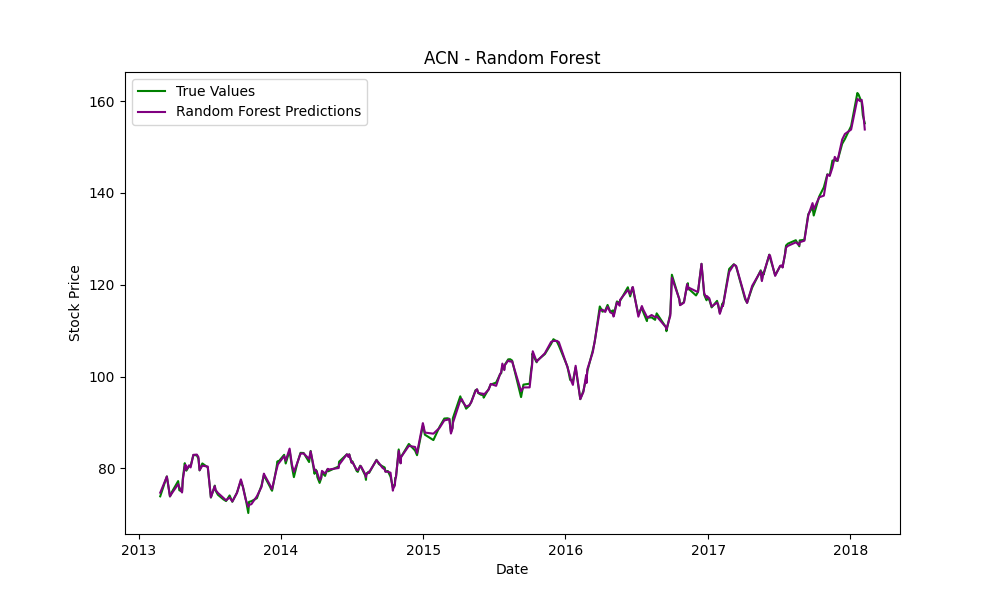 ACN - Random Forest
True Values
Random Forest Predictions
160
140
120
100
80
Stock Price
2013 2014 2015 2016 2017 2018
Date